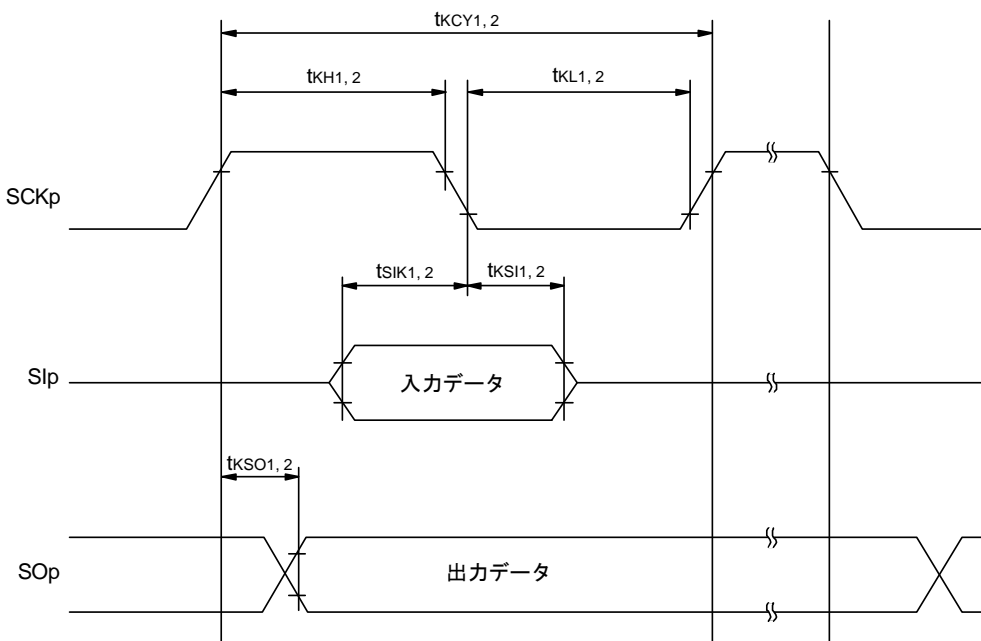 tKCY1, 2
tKH1, 2
tKL1, 2
SCKp
tSIK1, 2
tKSI1, 2
SIp
入力データ
tKSO1, 2
SOp
出力データ